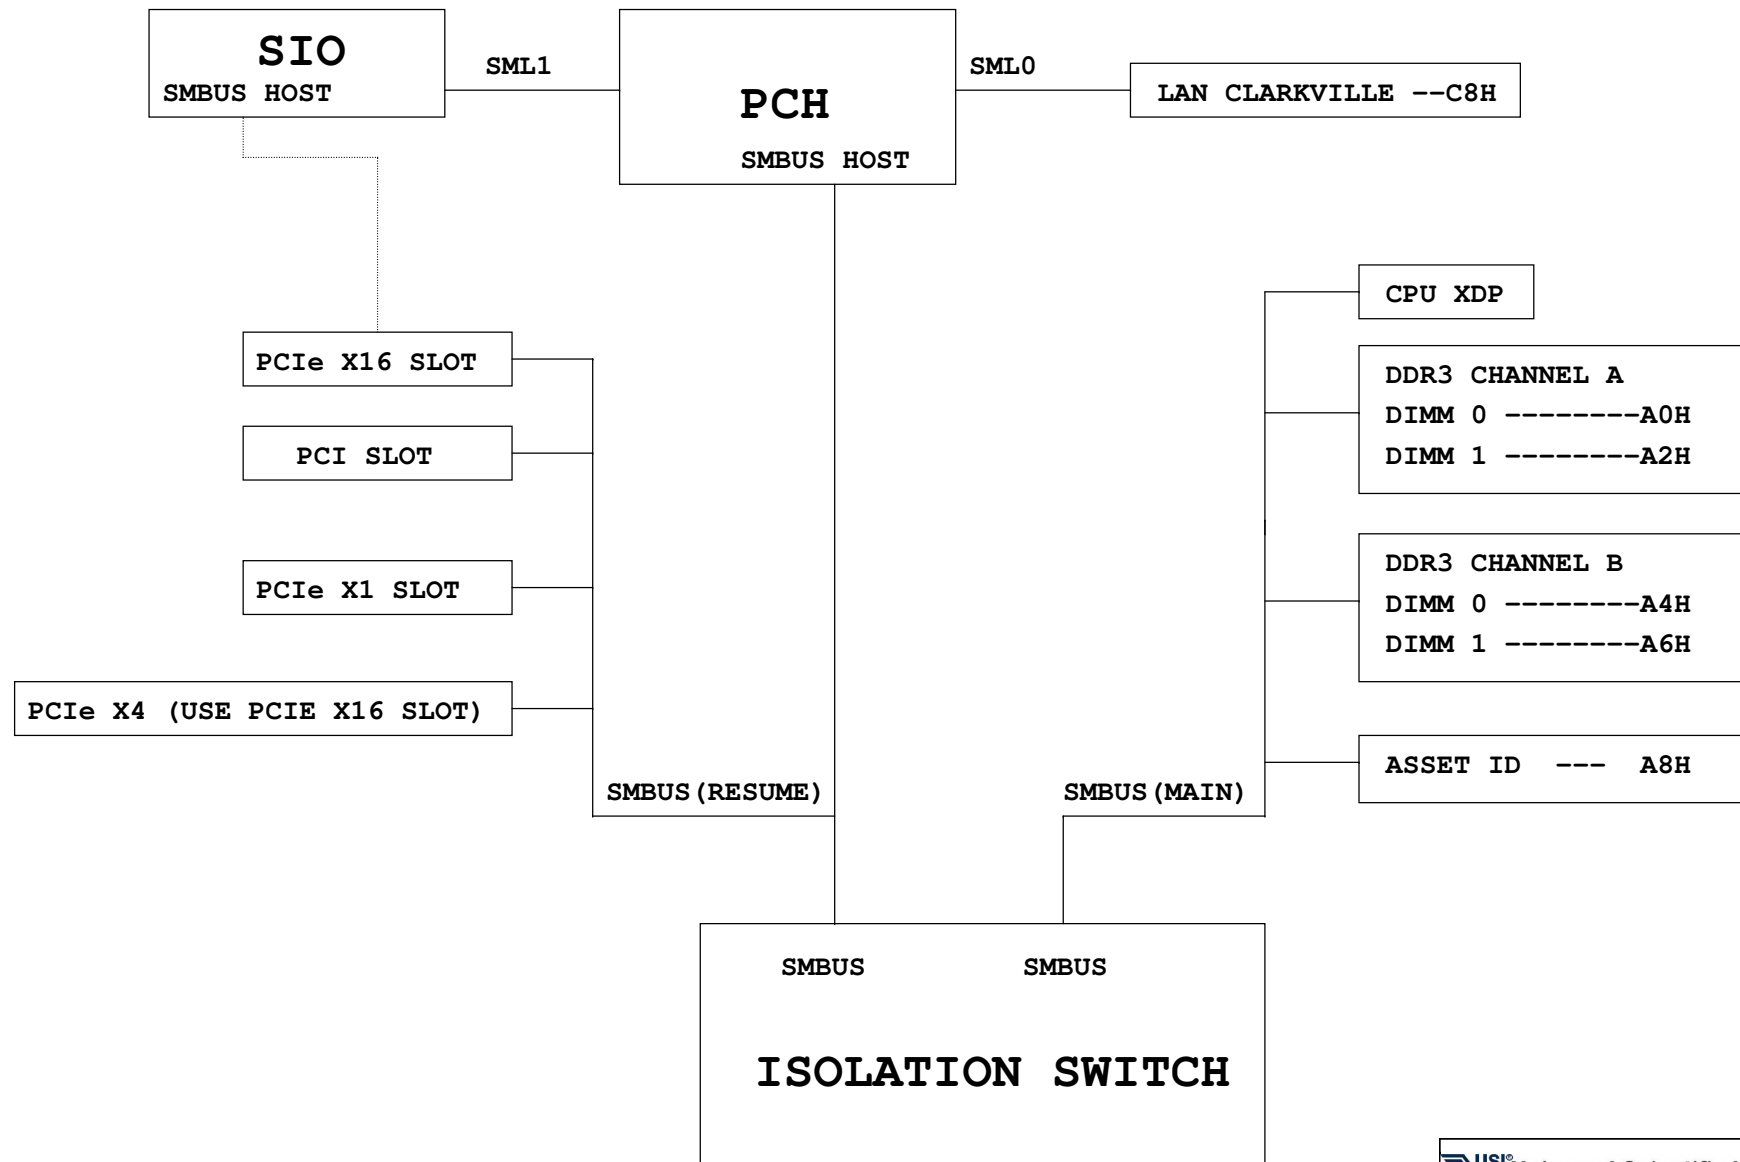 SIO
SMBUS HOST
SML1
PCH
SMBUS HOST
SML0
LAN CLARKVILLE --C8H
CPU XDP
PCIe X16 SLOT
DDR3 CHANNEL A
DIMM 0 --------A0H
DIMM 1 --------A2H
PCI SLOT
DDR3 CHANNEL B
DIMM 0 --------A4H
DIMM 1 --------A6H
PCIe X1 SLOT
PCIe X4 (USE PCIE X16 SLOT)
ASSET ID --- A8H
SMBUS(RESUME)
SMBUS(MAIN)
SMBUS
SMBUS
ISOLATION SWITCH
USI®